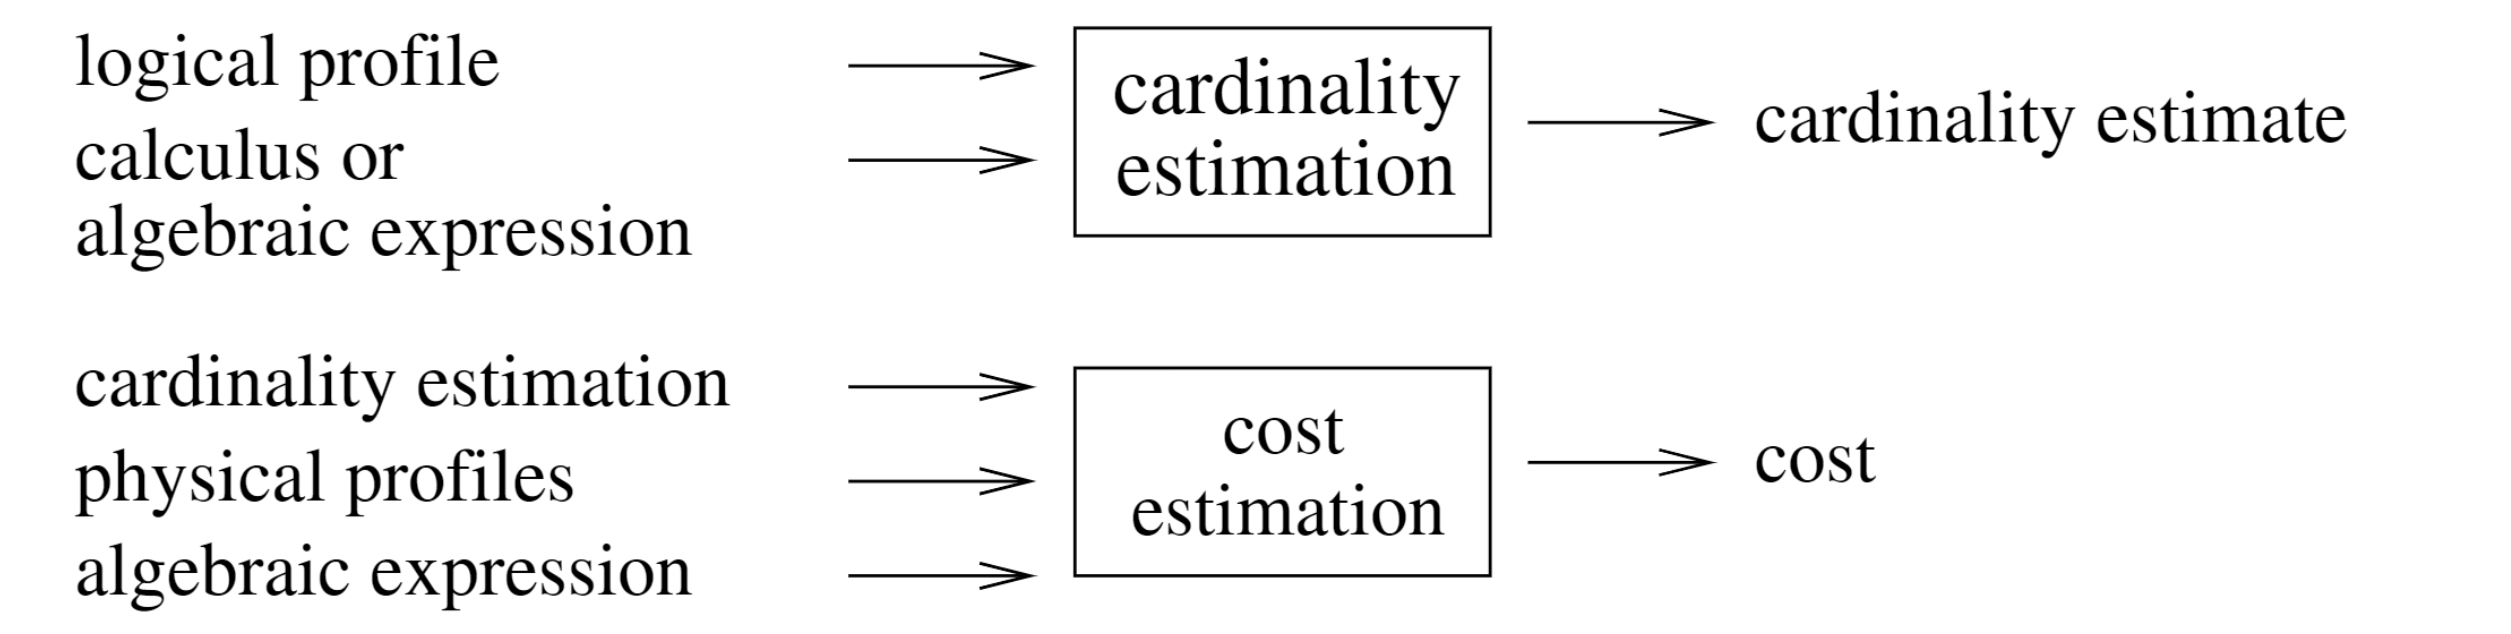 logical profile
calculus or
algebraic expression
cardinality
estimation
cardinality estimate
cardinality estimation
physical profiles
algebraic expression
cost
estimation
cost